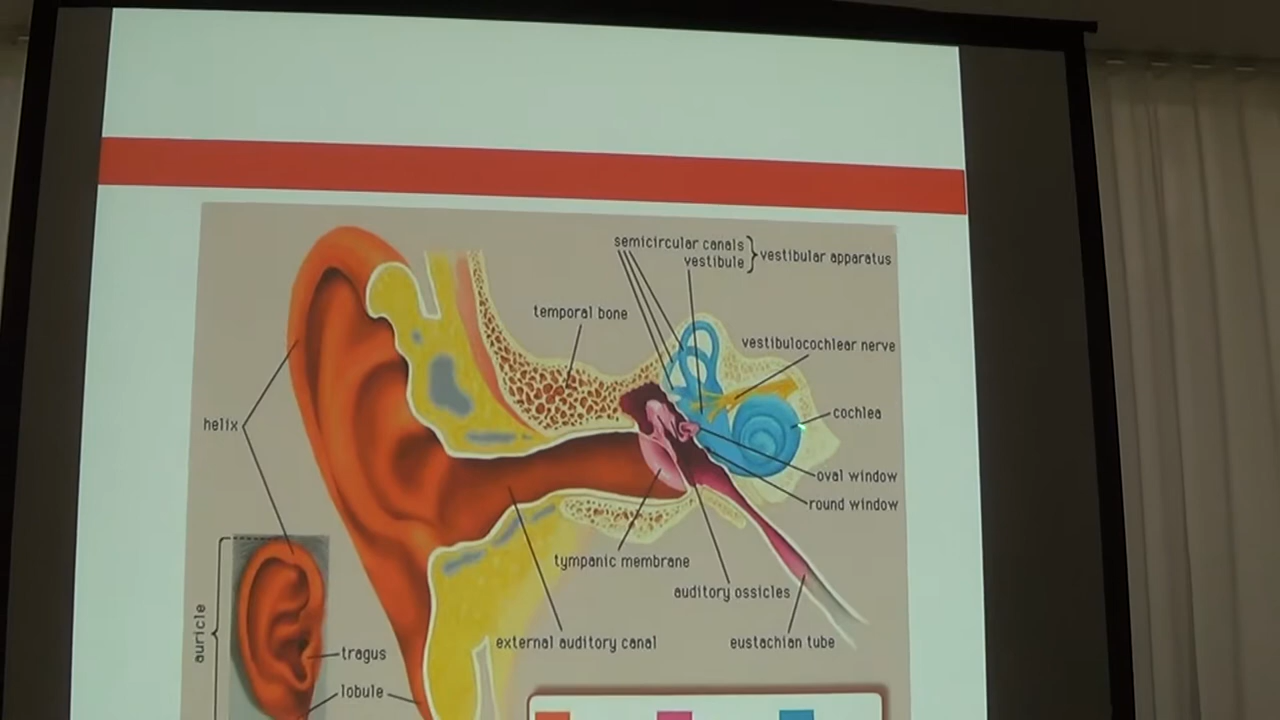 semicircular canals
vestibule
vestibular apparatus
temporal bone
vestibulocochlear nerve
cochlea
helix
oval window
round window
tympanic membrane
auditory ossicles
external auditory canal
eustachian tube
auricle
tragus
lobule